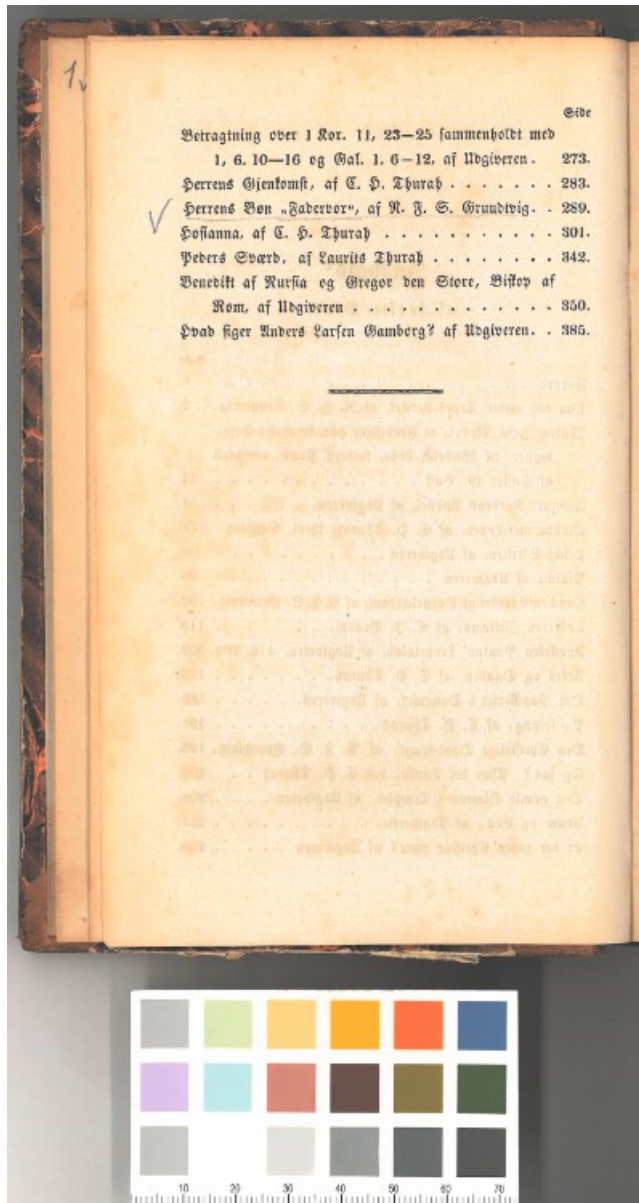 1.
Side
Betragtning over 1 Kor. 11, 23—25 sammenholdt med
1, 6. 10—16 og Gal. 1, 6—12, af Udgiveren. 273.
Herrens Gjenkomst, af C. H. Thurah . . . . . . . 283.
Herrens Bøn „Fadervor“, af N. F. S. Grundtvig. . 289.
Hosianna, af C. H. Thurah . . . . . . . . . . . 301.
Peders Sværd, af Laurits Thurah . . . . . . . . 342.
Benedikt af Nursia og Gregor den Store, Biskop af
Rom, af Udgiveren . . . . . . . . . . . . . 350.
Hvad siger Anders Larsen Gamborg? af Udgiveren. . 385.
10 20 30 40 50 60 70